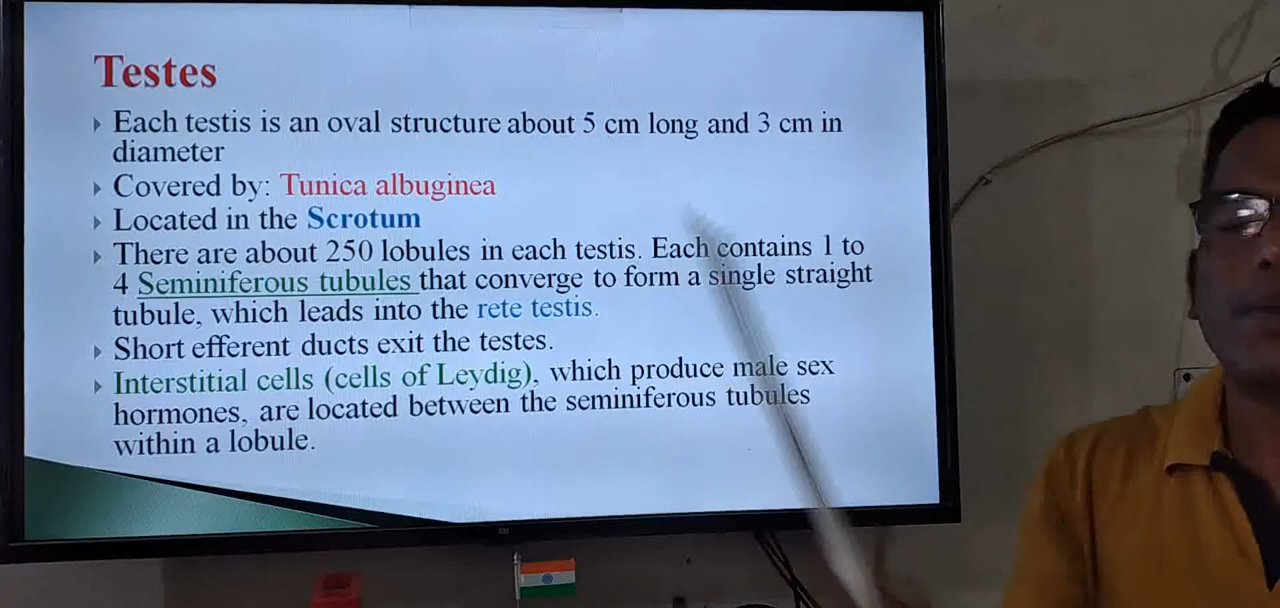 Testes
Each testis is an oval structure about 5 cm long and 3 cm in
diameter
Covered by: Tunica albuginea
Located in the Scrotum
There are about 250 lobules in each testis. Each contains 1 to
4 Seminiferous tubules that converge to form a single straight
tubule, which leads into the rete testis.
Short efferent ducts exit the testes.
Interstitial cells (cells of Leydig), which produce male sex
hormones, are located between the seminiferous tubules
within a lobule.